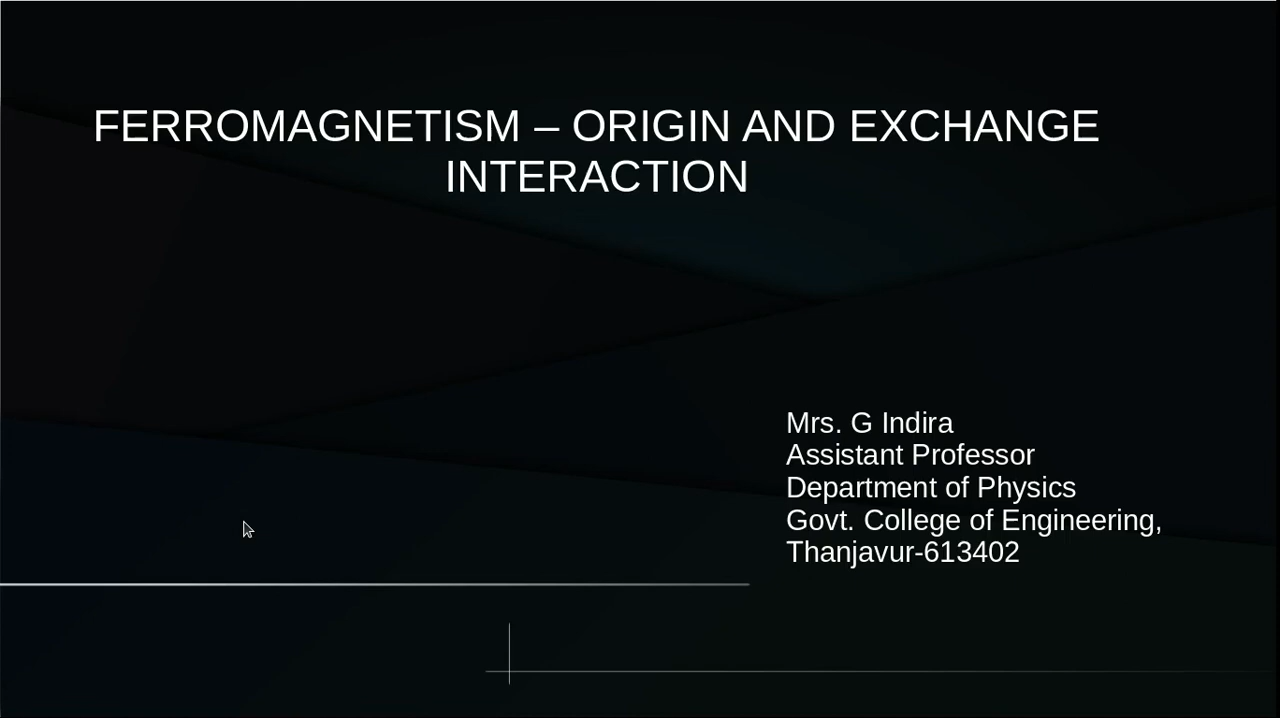 FERROMAGNETISM – ORIGIN AND EXCHANGE
INTERACTION
Mrs. G Indira
Assistant Professor
Department of Physics
Govt. College of Engineering,
Thanjavur-613402